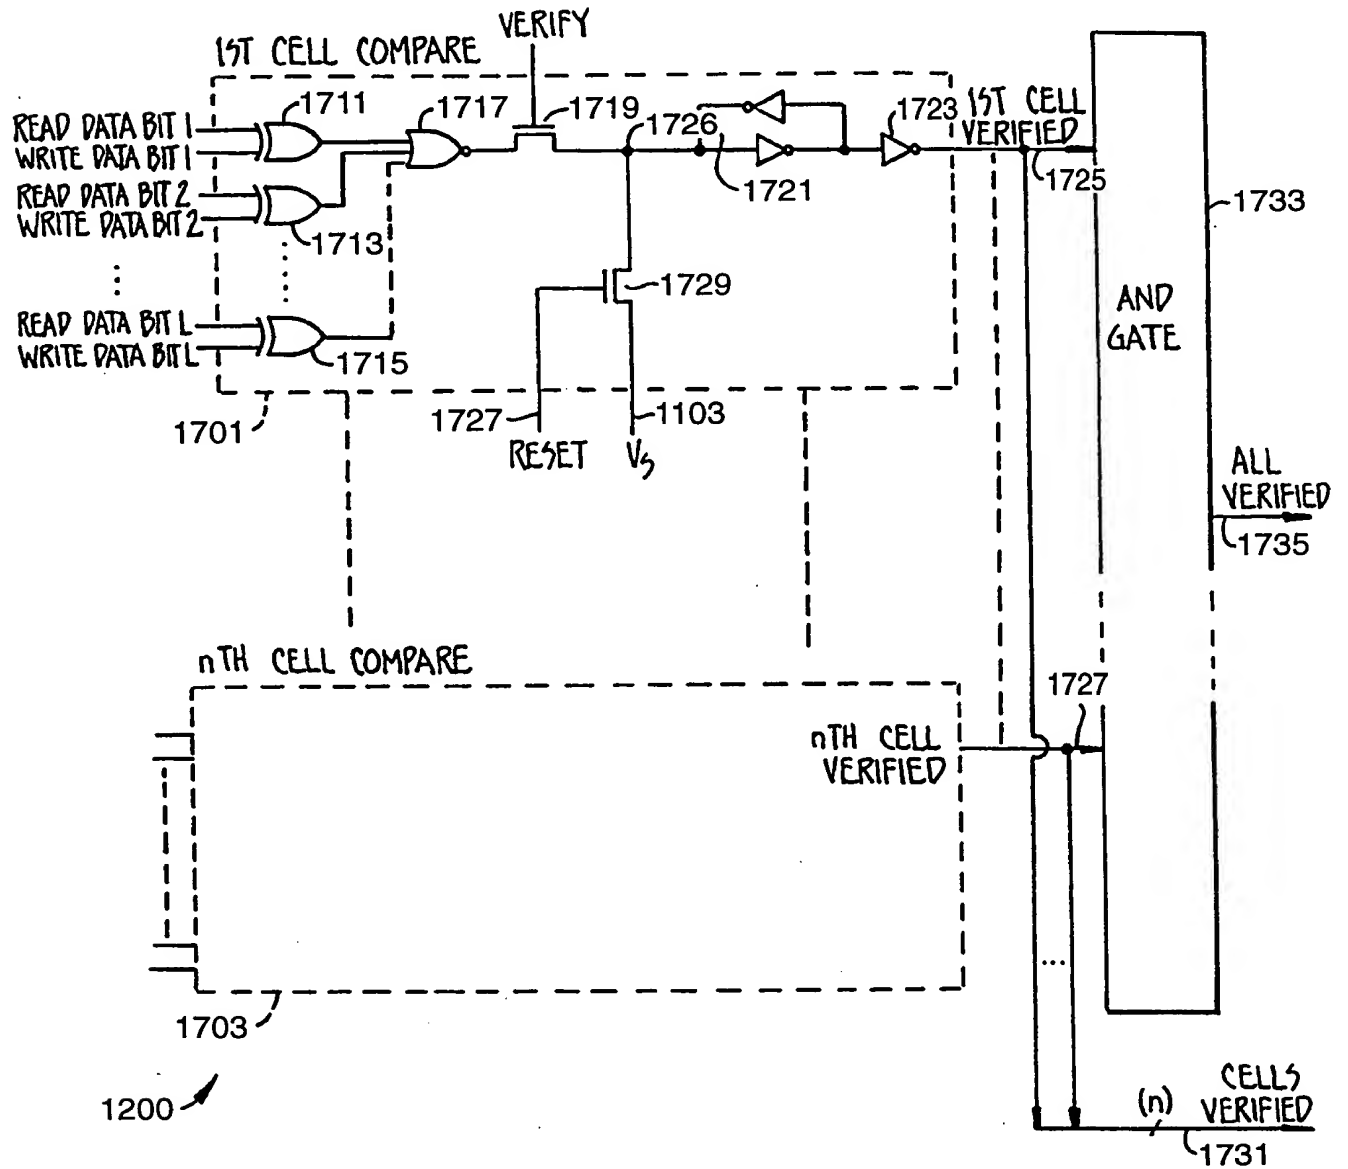 VERIFY
1ST CELL COMPARE
1711
1717
1719
1726
1723
1ST CELL
VERIFIED
READ DATA BIT 1
WRITE DATA BIT 1
1721
1725
READ DATA BIT 2
WRITE DATA BIT 2
1713
1733
1729
AND
GATE
READ DATA BIT L
WRITE DATA BIT L
1715
1701
1727
1103
RESET
VS
ALL
VERIFIED
1735
nTH CELL COMPARE
1727
nTH CELL
VERIFIED
...
1703
1200
(n)
CELLS
VERIFIED
1731